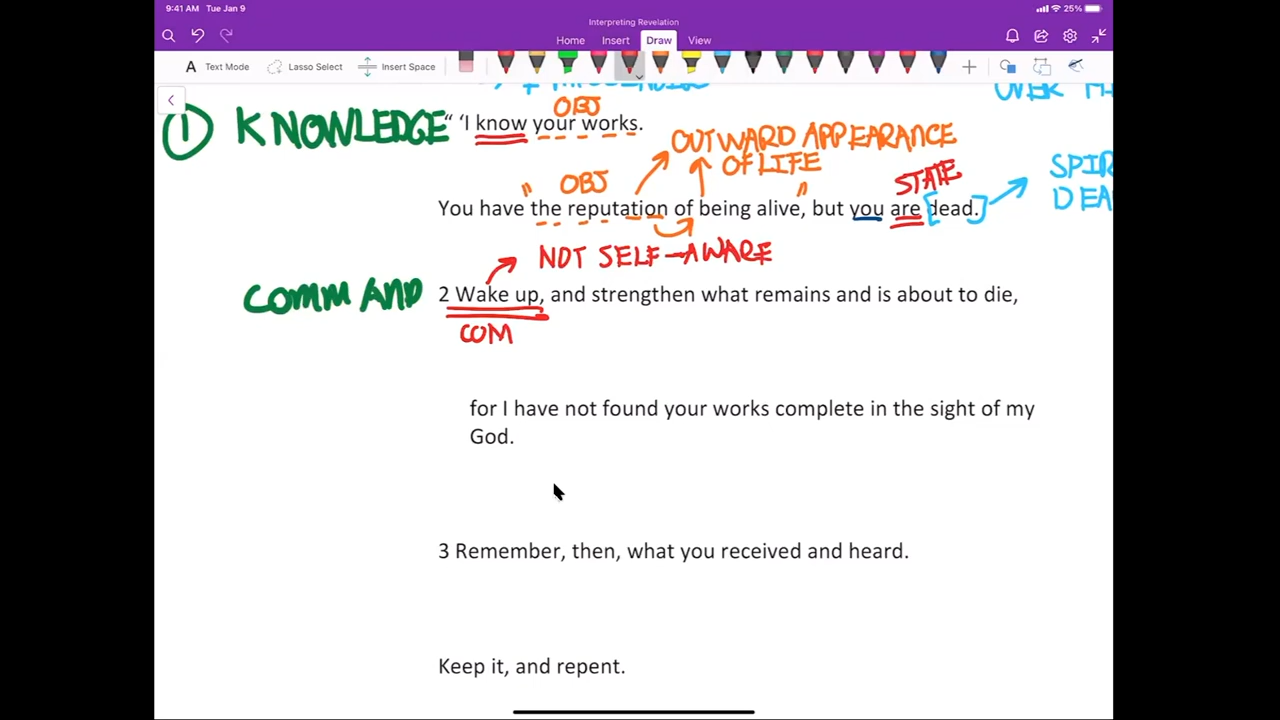 9:41 AM Tue Jan 9
25%
Interpreting Revelation
Home Insert Draw View
Text Mode Lasso Select Insert Space
OVER
OBJ
① KNOWLEDGE " 'I know your works.
OUTWARD APPEARANCE
OF LIFE
" OBJ " STATE
SPIR
You have the reputation of being alive, but you are [dead.]
DEA
NOT SELF-AWARE
COMMAND 2 Wake up, and strengthen what remains and is about to die,
COM
for I have not found your works complete in the sight of my
God.
3 Remember, then, what you received and heard.
Keep it, and repent.